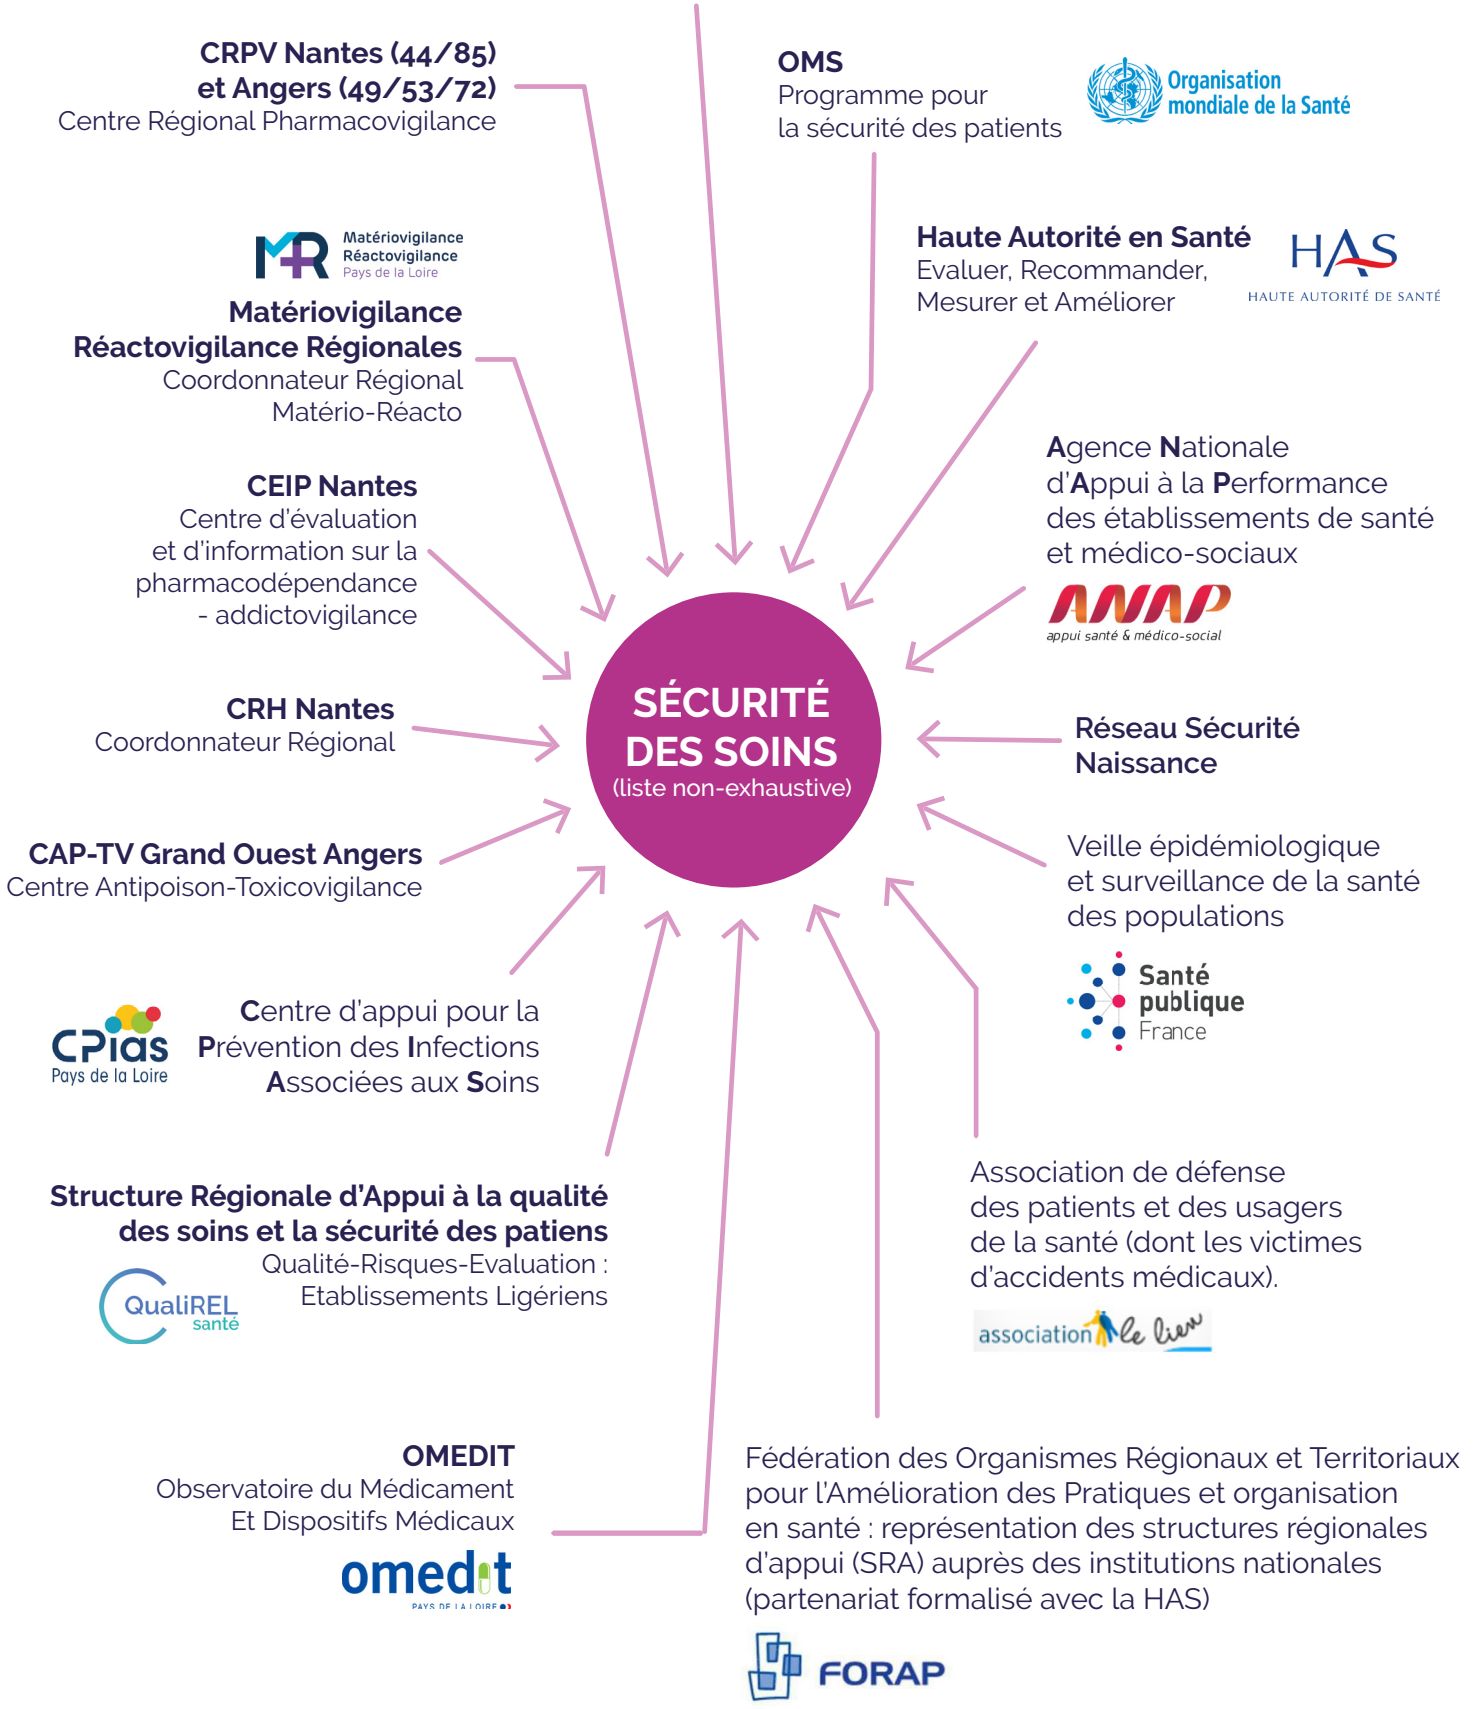 CRPV Nantes (44/85)
et Angers (49/53/72)
Centre Régional Pharmacovigilance
OMS
Programme pour
la sécurité des patients
Organisation
mondiale de la Santé
Matériovigilance
Réactovigilance
Pays de la Loire
Matériovigilance
Réactovigilance Régionales
Coordonnateur Régional
Matério-Réacto
Haute Autorité en Santé
Evaluer, Recommander,
Mesurer et Améliorer
HAS
HAUTE AUTORITÉ DE SANTÉ
CEIP Nantes
Centre d'évaluation
et d'information sur la
pharmacodépendance
- addictovigilance
Agence Nationale
d'Appui à la Performance
des établissements de santé
et médico-sociaux
ANAP
appui santé & médico-social
CRH Nantes
Coordonnateur Régional
SÉCURITÉ
DES SOINS
(liste non-exhaustive)
Réseau Sécurité
Naissance
CAP-TV Grand Ouest Angers
Centre Antipoison-Toxicovigilance
Veille épidémiologique
et surveillance de la santé
des populations
Santé
publique
France
CPias
Pays de la Loire
Centre d'appui pour la
Prévention des Infections
Associées aux Soins
Structure Régionale d'Appui à la qualité
des soins et la sécurité des patiens
Qualité-Risques-Evaluation :
Etablissements Ligériens
QualiREL
santé
Association de défense
des patients et des usagers
de la santé (dont les victimes
d'accidents médicaux).
association le lien
OMEDIT
Observatoire du Médicament
Et Dispositifs Médicaux
omedit
PAYS DE LA LOIRE
Fédération des Organismes Régionaux et Territoriaux
pour l'Amélioration des Pratiques et organisation
en santé : représentation des structures régionales
d'appui (SRA) auprès des institutions nationales
(partenariat formalisé avec la HAS)
FORAP